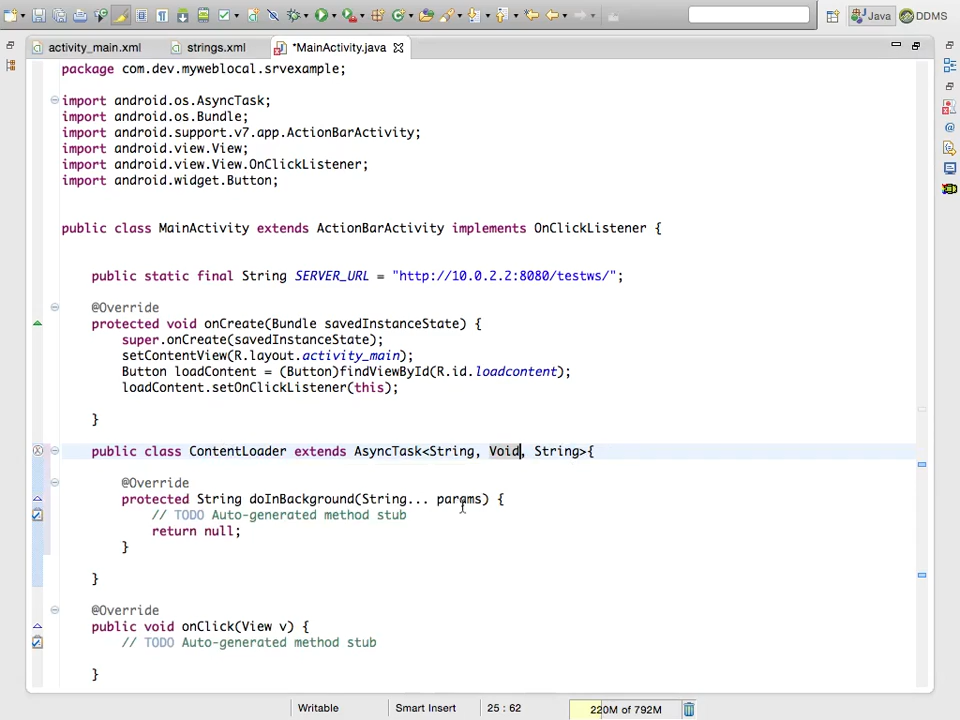 Java DDMS
activity_main.xml strings.xml *MainActivity.java
package com.dev.myweblocal.srvexample;
import android.os.AsyncTask;
import android.os.Bundle;
import android.support.v7.app.ActionBarActivity;
import android.view.View;
import android.view.View.OnClickListener;
import android.widget.Button;
public class MainActivity extends ActionBarActivity implements OnClickListener {
public static final String SERVER_URL = "http://10.0.2.2:8080/testws/";
@Override
protected void onCreate(Bundle savedInstanceState) {
super.onCreate(savedInstanceState);
setContentView(R.layout.activity_main);
Button loadContent = (Button)findViewById(R.id.loadcontent);
loadContent.setOnClickListener(this);
}
public class ContentLoader extends AsyncTask<String, Void, String>{
@Override
protected String doInBackground(String... params) {
// TODO Auto-generated method stub
return null;
}
}
@Override
public void onClick(View v) {
// TODO Auto-generated method stub
}
Writable Smart Insert 25 : 62 220M of 792M